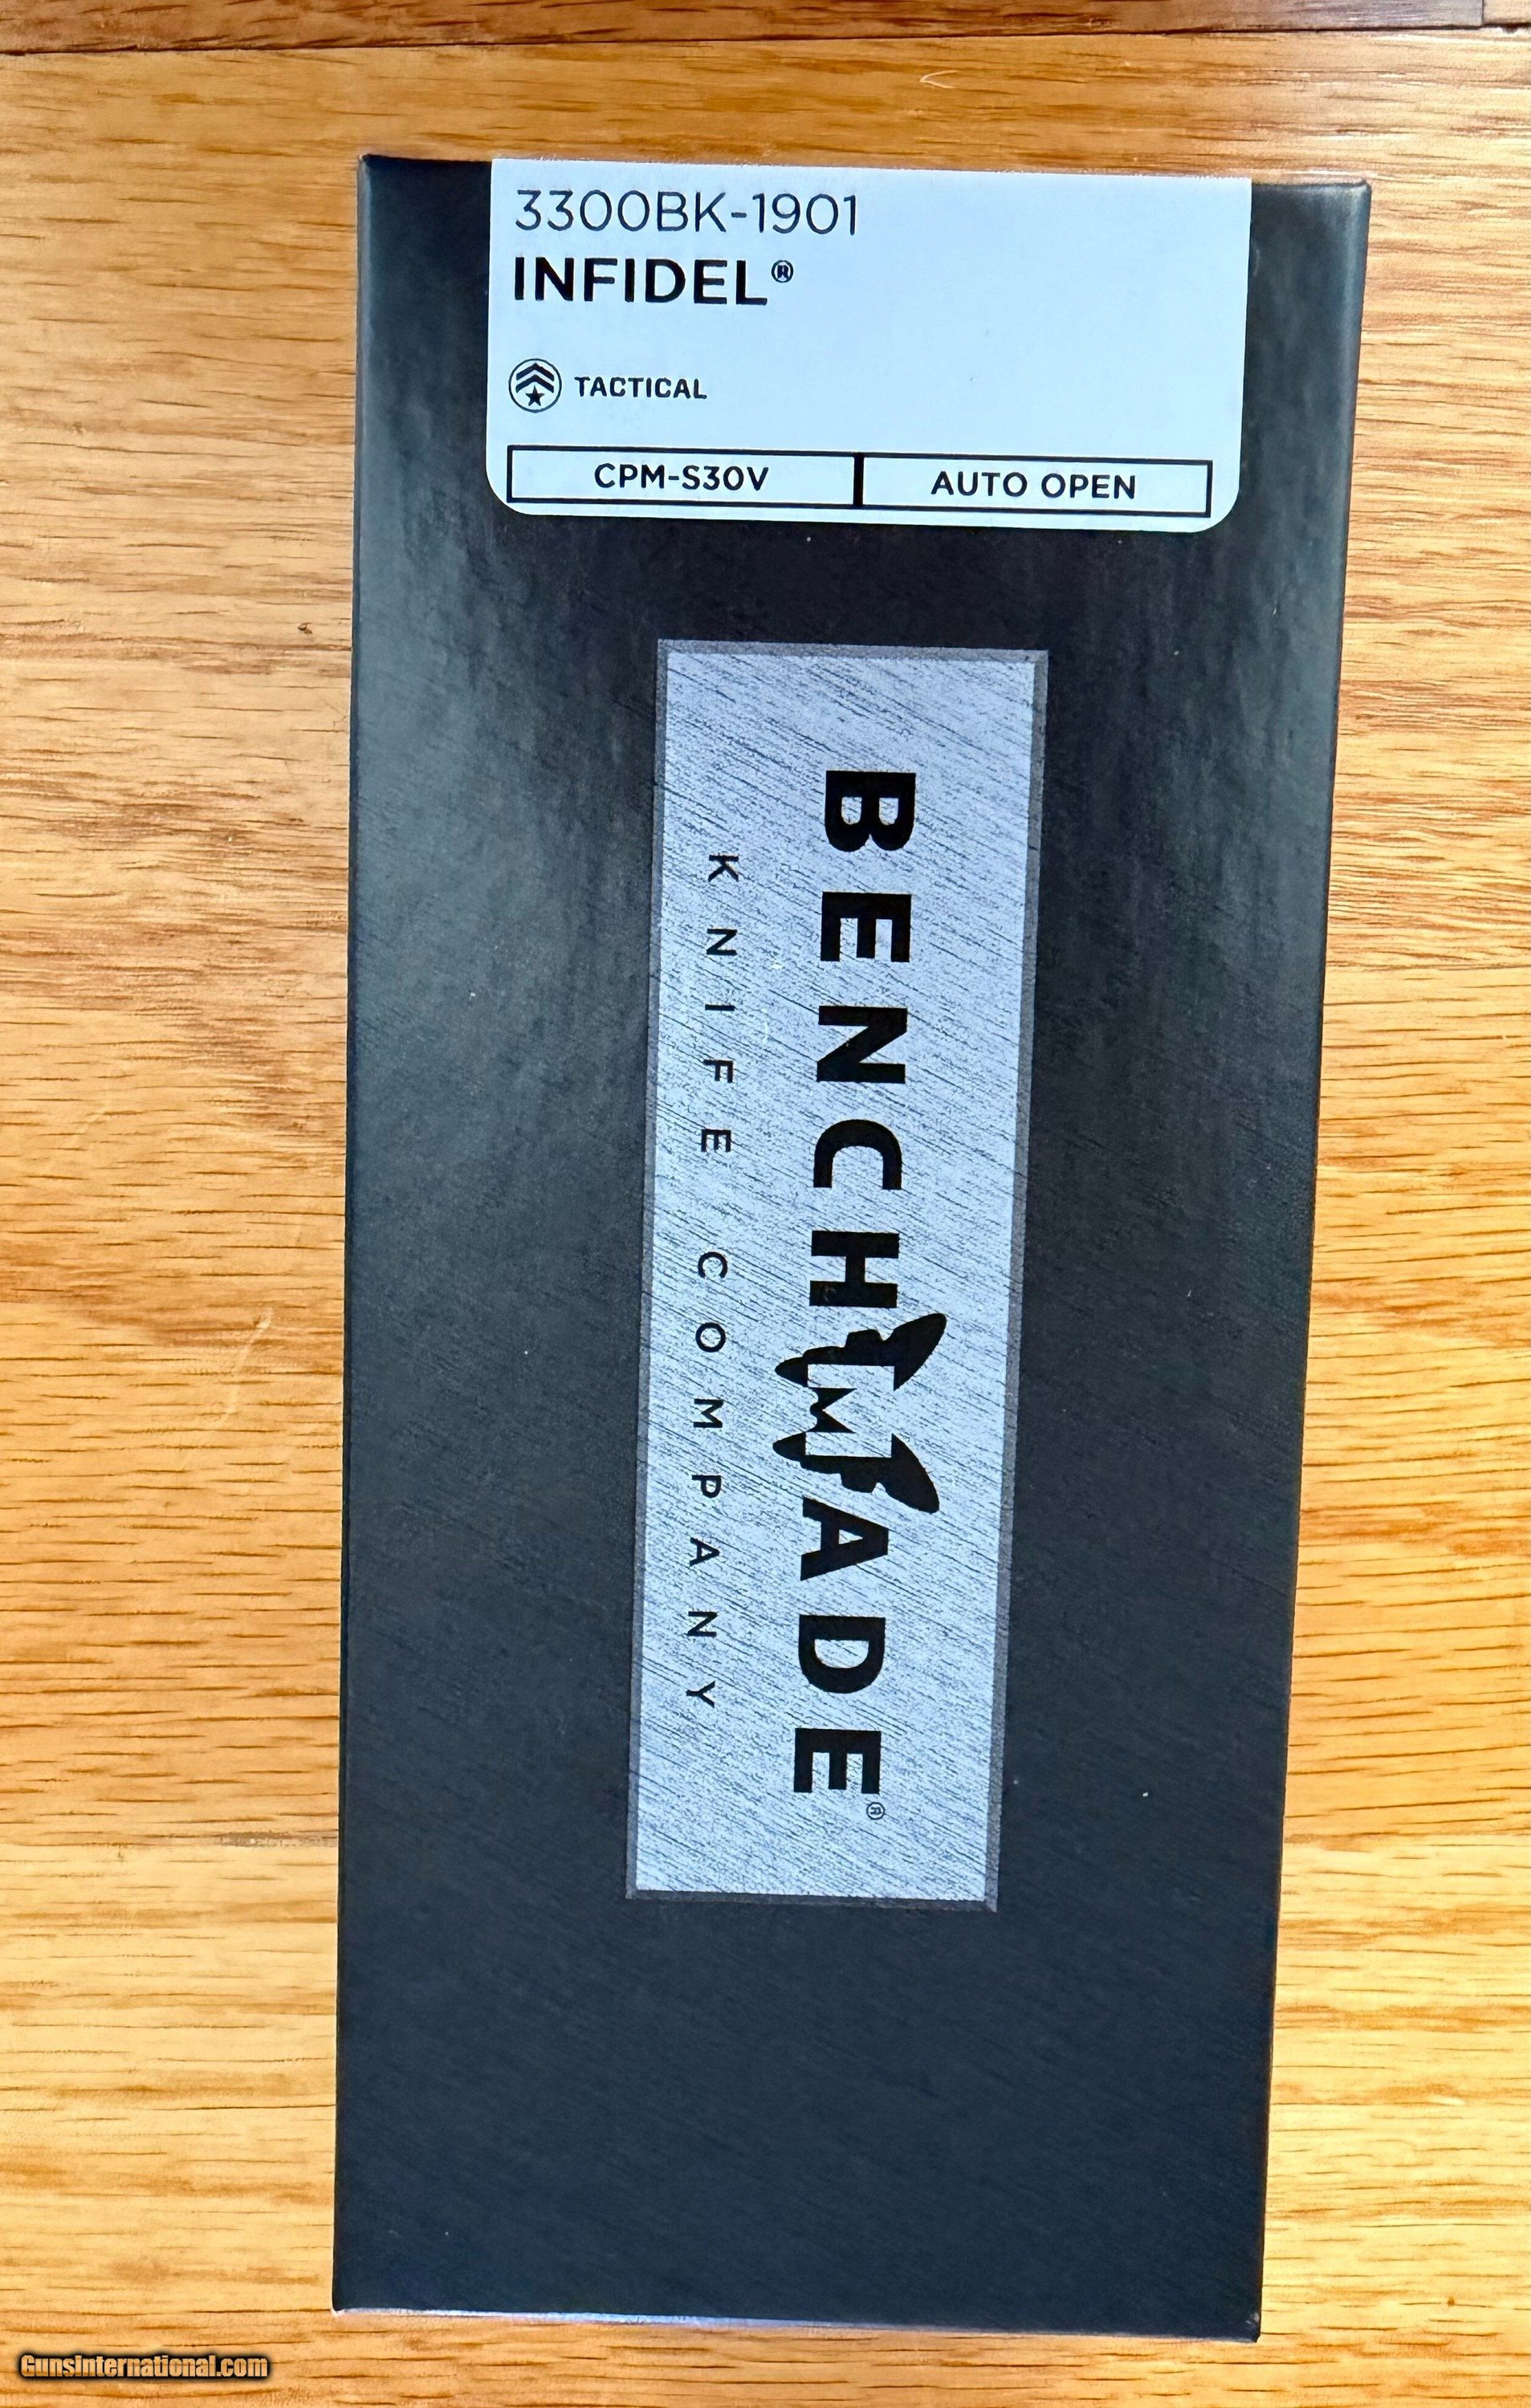 3300BK-1901
INFIDEL®
TACTICAL
CPM-S30V
AUTO OPEN
BENCHMADE®
KNIFE COMPANY
GunsInternational.com